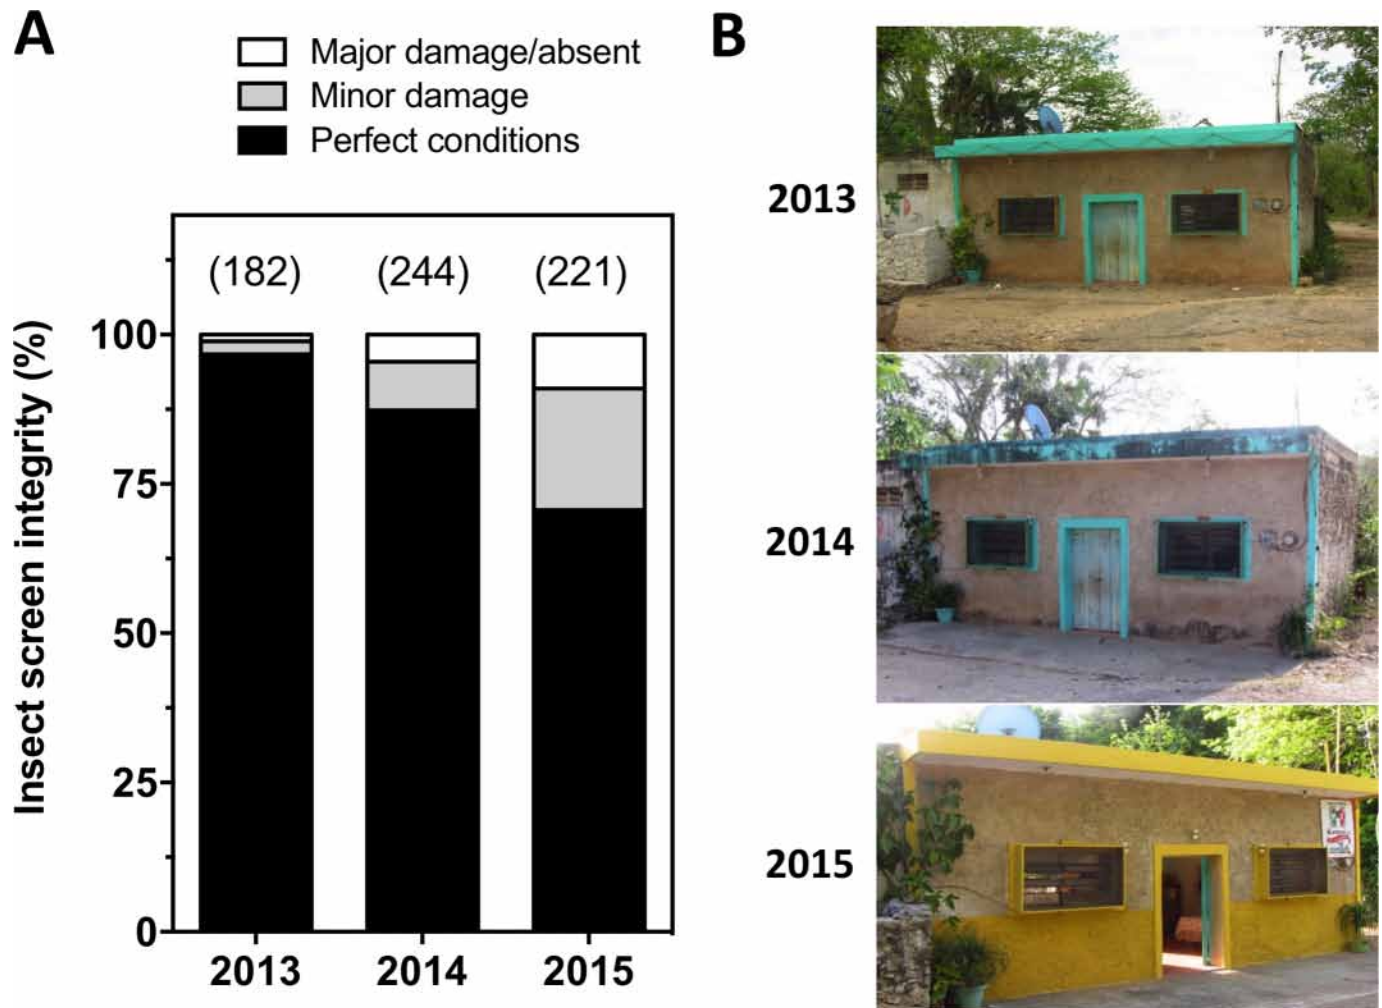 A
Major damage/absent
Minor damage
Perfect conditions
(182)
(244)
(221)
Insect screen integrity (%)
100
75
50
25
0
2013
2014
2015
B
2013
2014
2015